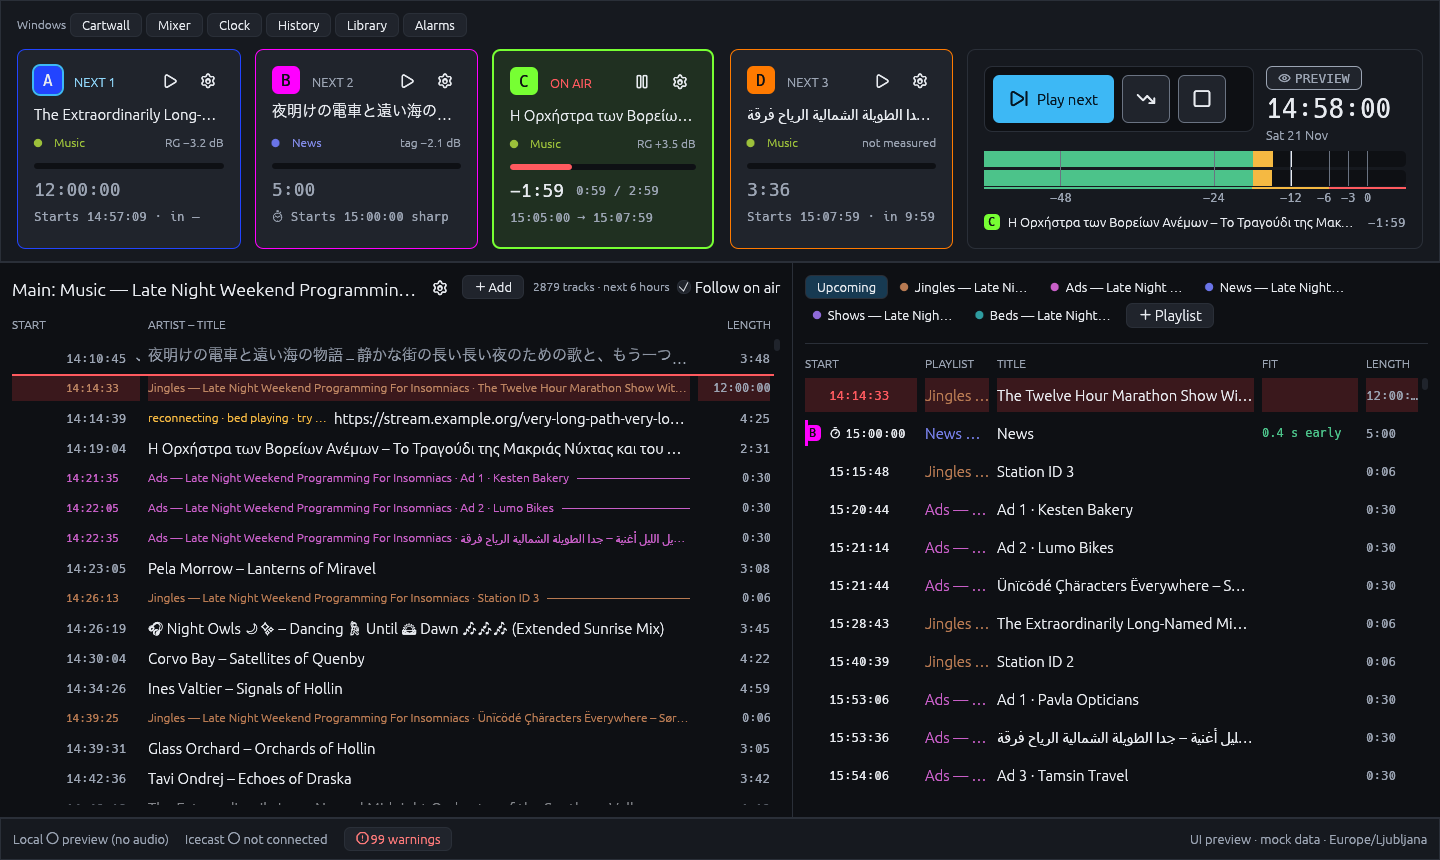 Windows Cartwall Mixer Clock History Library Alarms
A NEXT 1
The Extraordinarily Long-…
Music RG −3.2 dB
12:00:00
Starts 14:57:09 · in —
B NEXT 2
夜明けの電車と遠い海の…
News tag −2.1 dB
5:00
Starts 15:00:00 sharp
C ON AIR
Η Ορχήστρα των Βορείω…
Music RG +3.5 dB
−1:59 0:59 / 2:59
15:05:00 → 15:07:59
D NEXT 3
جدا الطويلة الشمالية الرياح فرقة…
Music not measured
3:36
Starts 15:07:59 · in 9:59
Play next
PREVIEW
14:58:00
Sat 21 Nov
−48 −24 −12 −6 −3 0
C Η Ορχήστρα των Βορείων Ανέμων – Το Τραγούδι της Μακ… −1:59
Main: Music — Late Night Weekend Programmin… + Add 2879 tracks · next 6 hours Follow on air
START ARTIST – TITLE LENGTH
14:10:45 夜明けの電車と遠い海の物語 – 静かな街の長い長い夜のための歌と、もう一つ… 3:48
14:14:33 Jingles — Late Night Weekend Programming For Insomniacs · The Twelve Hour Marathon Show Wit… 12:00:00
14:14:39 reconnecting · bed playing · try … https://stream.example.org/very-long-path-very-lo… 4:25
14:19:04 Η Ορχήστρα των Βορείων Ανέμων – Το Τραγούδι της Μακριάς Νύχτας και του … 2:31
14:21:35 Ads — Late Night Weekend Programming For Insomniacs · Ad 1 · Kesten Bakery 0:30
14:22:05 Ads — Late Night Weekend Programming For Insomniacs · Ad 2 · Lumo Bikes 0:30
14:22:35 Ads — Late Night Weekend Programming For Insomniacs · يل الليل أغنية – جدا الطويلة الشمالية الرياح فرقة… 0:30
14:23:05 Pela Morrow – Lanterns of Miravel 3:08
14:26:13 Jingles — Late Night Weekend Programming For Insomniacs · Station ID 3 0:06
14:26:19 🎧 Night Owls 🌙✨ – Dancing 💃 Until 🌅 Dawn 🎶🎶🎶 (Extended Sunrise Mix) 3:45
14:30:04 Corvo Bay – Satellites of Quenby 4:22
14:34:26 Ines Valtier – Signals of Hollin 4:59
14:39:25 Jingles — Late Night Weekend Programming For Insomniacs · Ünïcödé Çhäracters Ëverywhere – Sør… 0:06
14:39:31 Glass Orchard – Orchards of Hollin 3:05
14:42:36 Tavi Ondrej – Echoes of Draska 3:42
Upcoming Jingles — Late Ni… Ads — Late Night … News — Late Night…
Shows — Late Nigh… Beds — Late Night… + Playlist
START PLAYLIST TITLE FIT LENGTH
14:14:33 Jingles … The Twelve Hour Marathon Show Wi… 12:00:…
B 15:00:00 News … News 0.4 s early 5:00
15:15:48 Jingles … Station ID 3 0:06
15:20:44 Ads — … Ad 1 · Kesten Bakery 0:30
15:21:14 Ads — … Ad 2 · Lumo Bikes 0:30
15:21:44 Ads — … Ünïcödé Çhäracters Ëverywhere – S… 0:30
15:28:43 Jingles … The Extraordinarily Long-Named Mi… 0:06
15:40:39 Jingles … Station ID 2 0:06
15:53:06 Ads — … Ad 1 · Pavla Opticians 0:30
15:53:36 Ads — … ليل أغنية – جدا الطويلة الشمالية الرياح فرقة… 0:30
15:54:06 Ads — … Ad 3 · Tamsin Travel 0:30
Local preview (no audio) Icecast not connected 99 warnings UI preview · mock data · Europe/Ljubljana